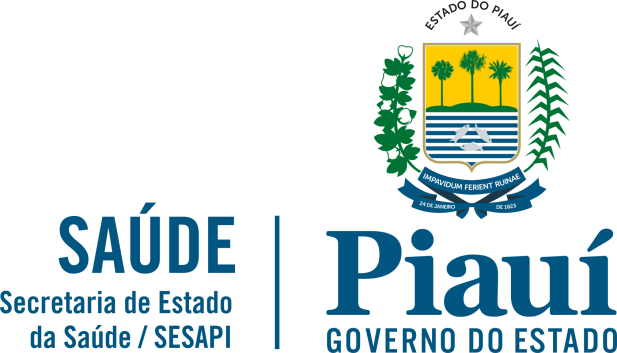 ESTADO DO PIAUÍ
IMPAVIDUM FERIENT RUINAE
24 DE JANEIRO DE 1823
SAÚDE
Secretaria de Estado
da Saúde / SESAPI
Piauí
GOVERNO DO ESTADO